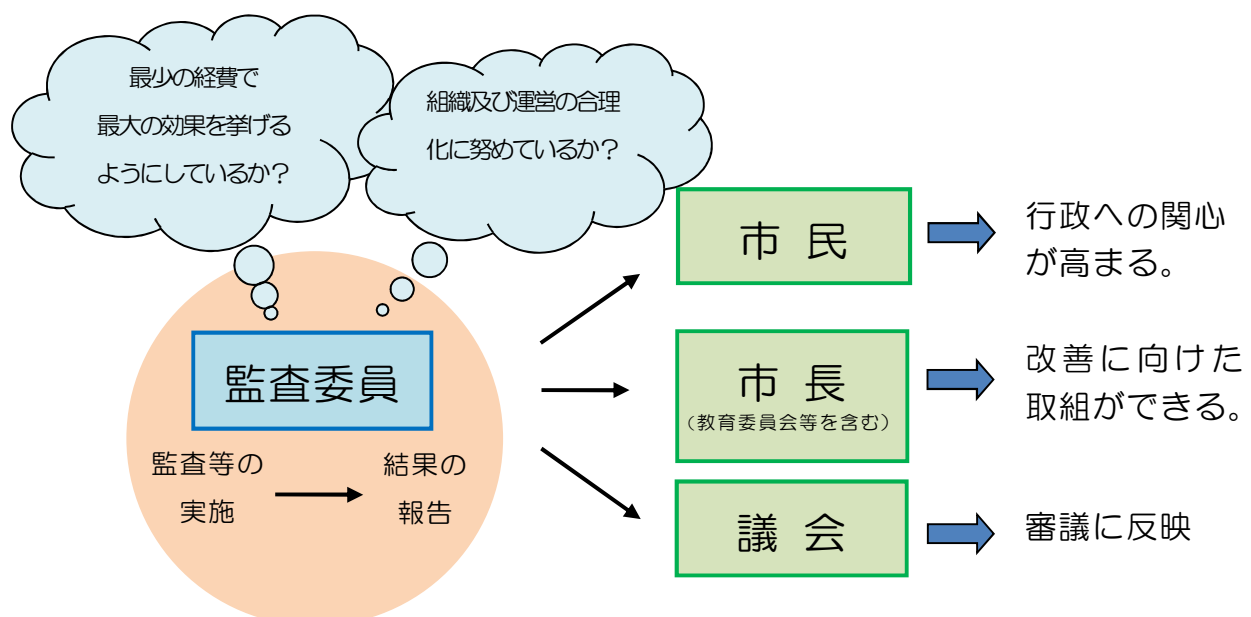 最少の経費で
最大の効果を挙げる
ようにしているか？
組織及び運営の合理
化に努めているか？
監査委員
監査等の
実施
結果の
報告
市 民
行政への関心
が高まる。
市 長
（教育委員会等を含む）
改善に向けた
取組ができる。
議 会
審議に反映